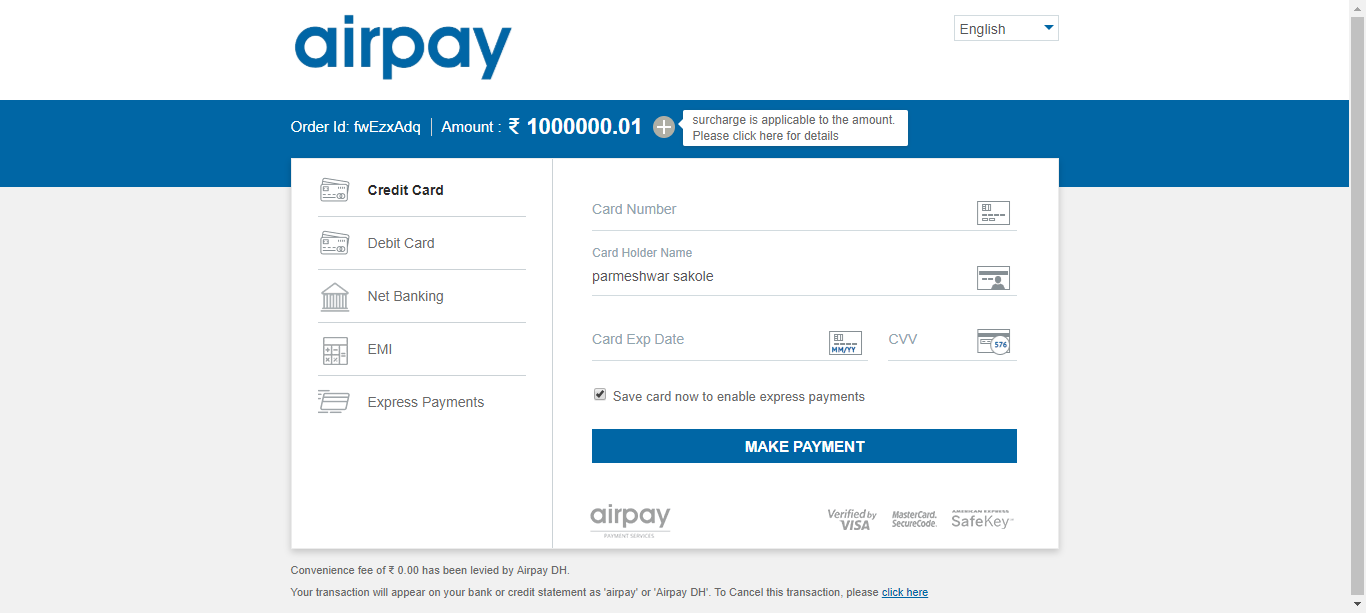 airpay
English
Order Id: fwEzxAdq Amount : ₹ 1000000.01
surcharge is applicable to the amount.
Please click here for details
Credit Card
Debit Card
Net Banking
EMI
Express Payments
Card Number
Card Holder Name
parmeshwar sakole
Card Exp Date
MM/YY
CVV
576
Save card now to enable express payments
MAKE PAYMENT
airpay
PAYMENT SERVICES
Verified by
VISA
MasterCard.
SecureCode.
AMERICAN EXPRESS
SafeKey
Convenience fee of ₹ 0.00 has been levied by Airpay DH.
Your transaction will appear on your bank or credit statement as 'airpay' or 'Airpay DH'. To Cancel this transaction, please click here